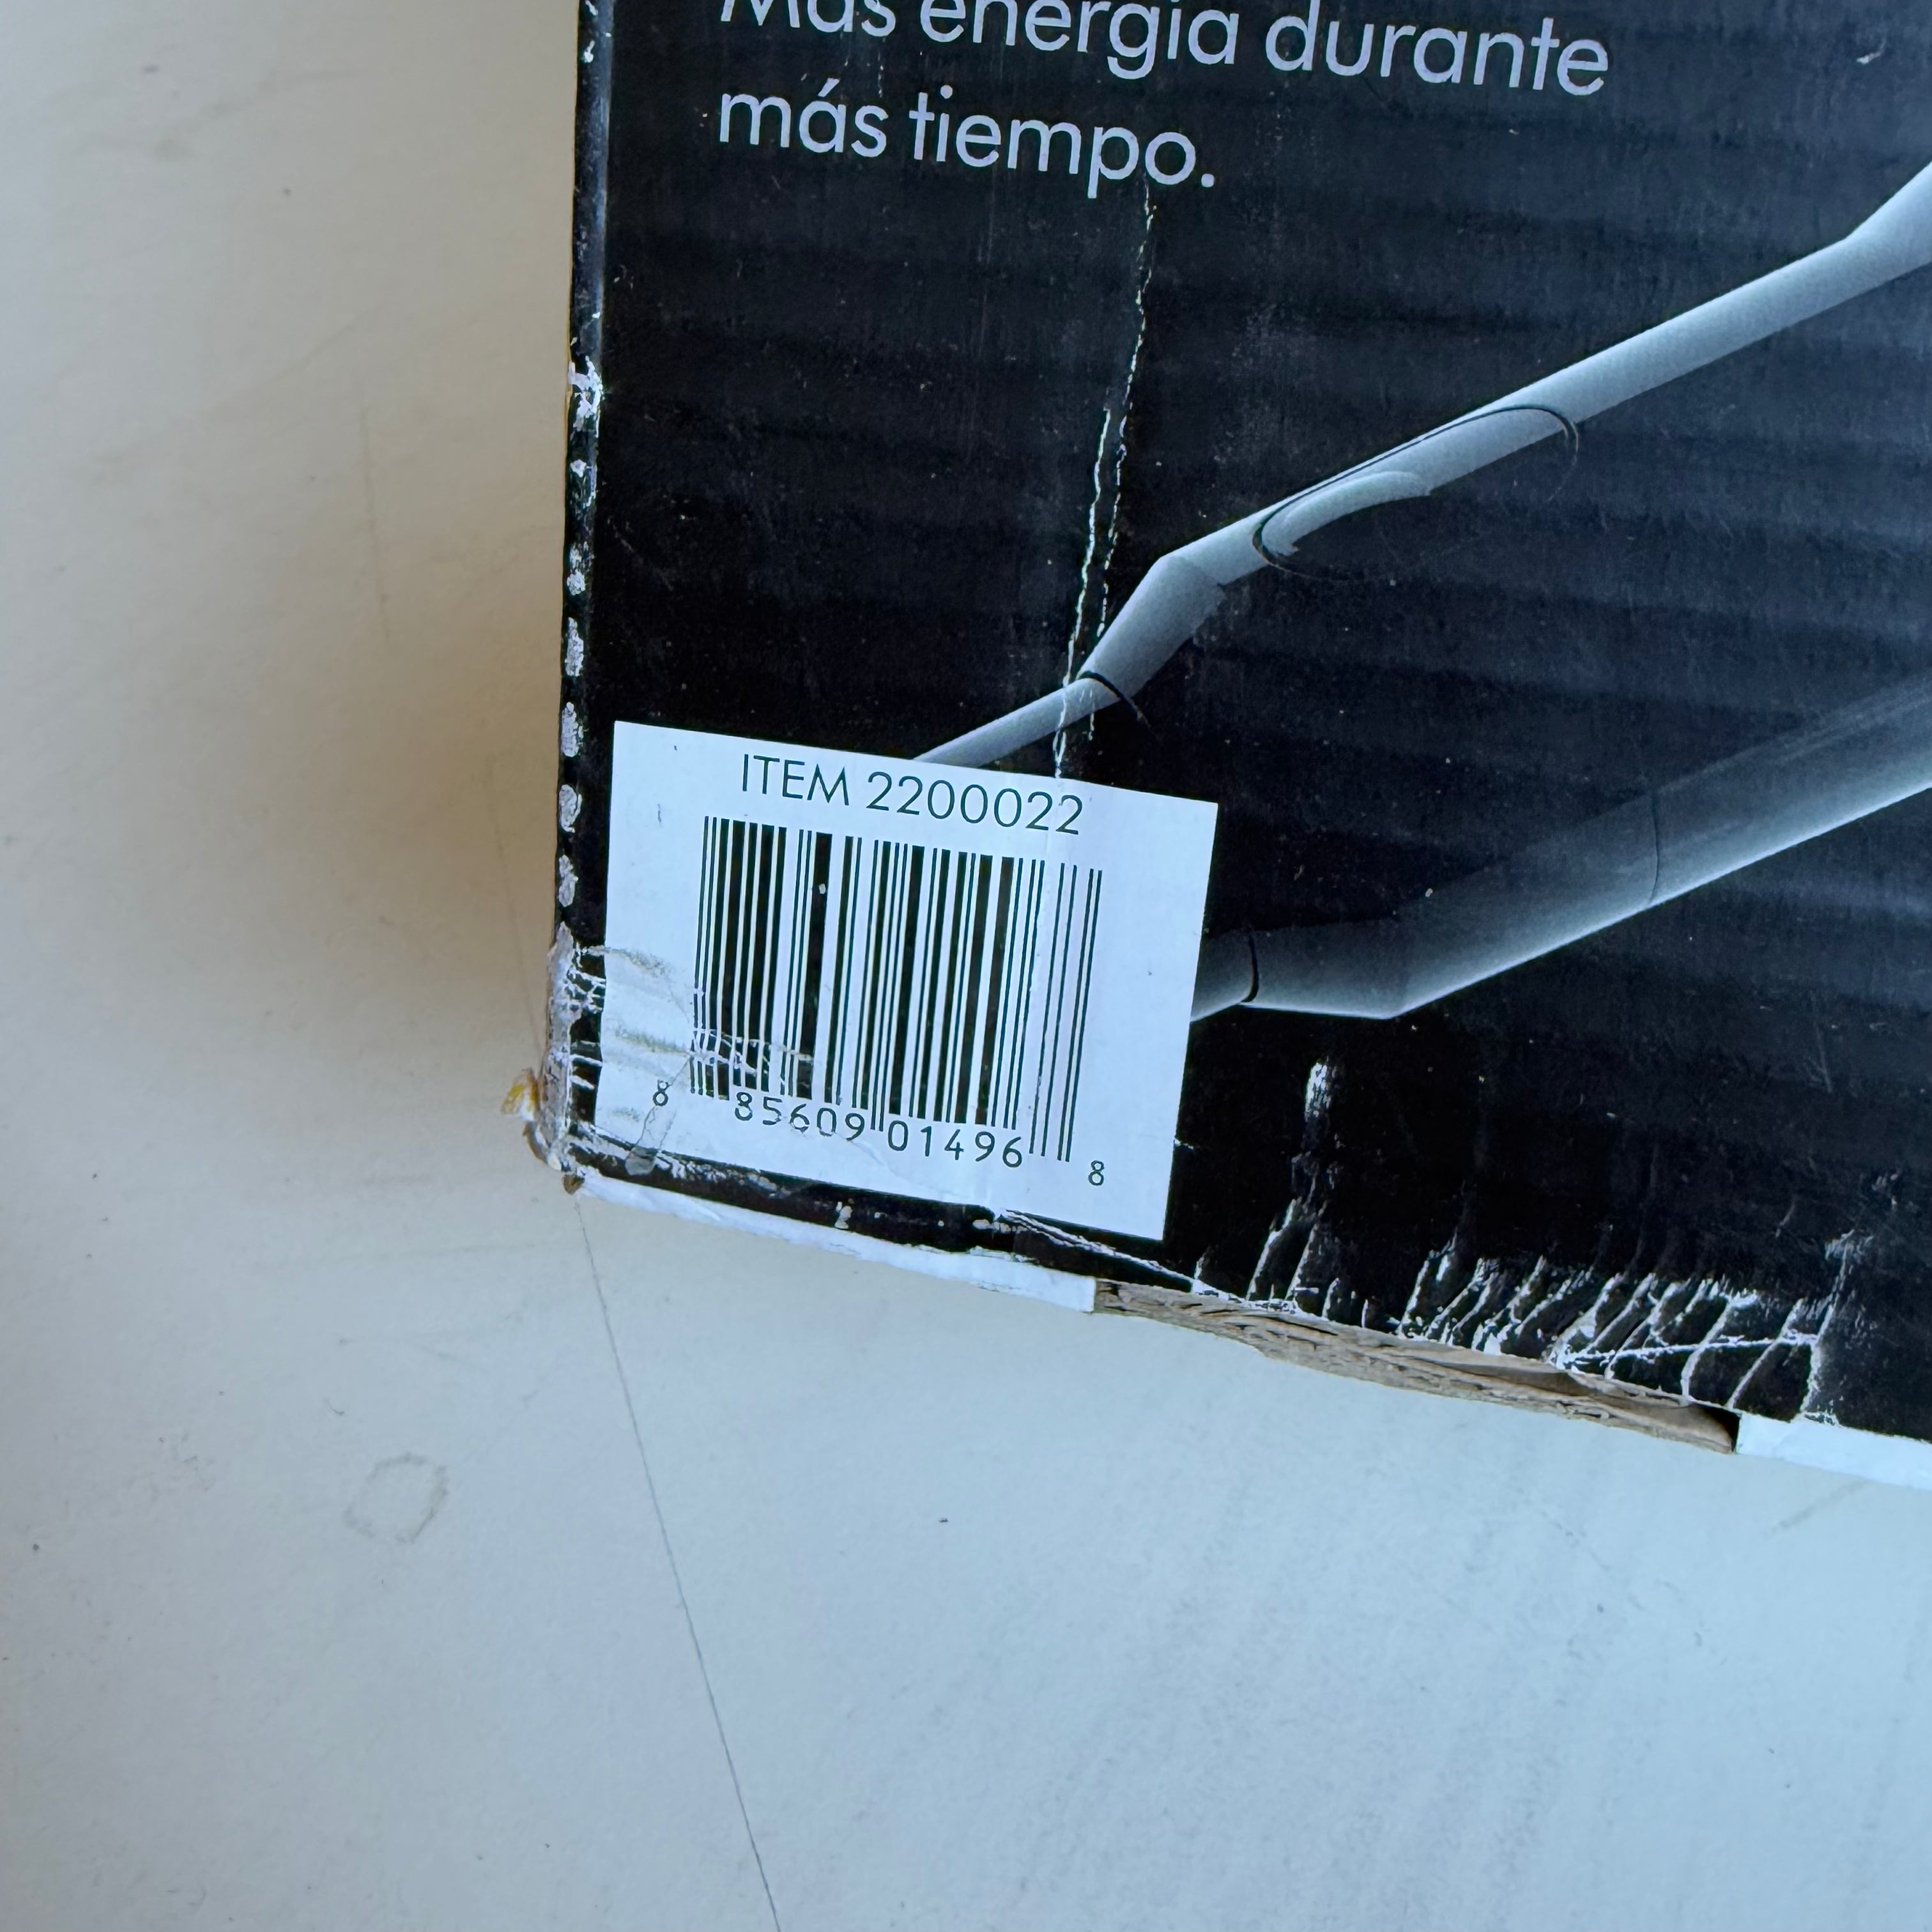 Más energía durante
más tiempo.
ITEM 2200022
8 85609 01496 8